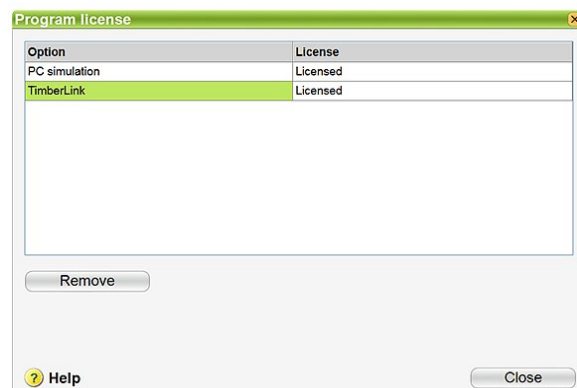 Program license
Option License
PC simulation Licensed
TimberLink Licensed
Remove
? Help Close